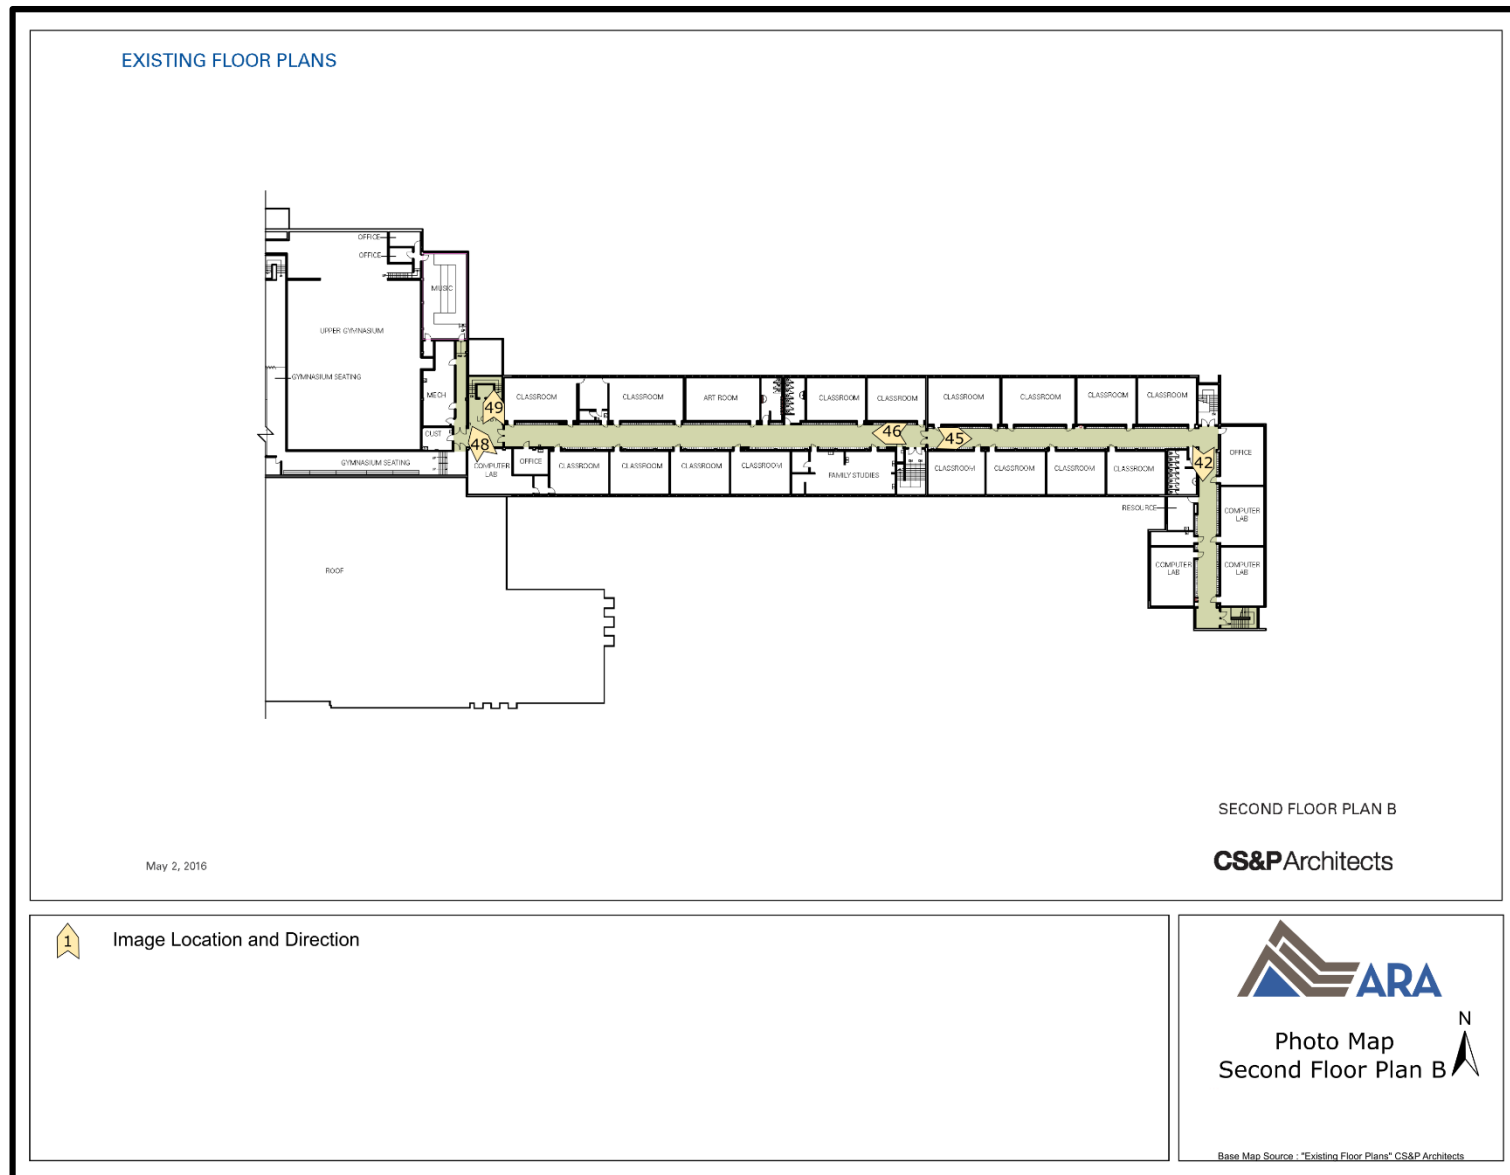 EXISTING FLOOR PLANS
OFFICE
OFFICE
MUSIC
UPPER GYMNASIUM
GYMNASIUM SEATING
MECH
CUST
GYMNASIUM SEATING
49
48
46
45
42
CLASSROOM
CLASSROOM
ART ROOM
CLASSROOM
CLASSROOM
CLASSROOM
CLASSROOM
CLASSROOM
CLASSROOM
COMPUTER
LAB
OFFICE
CLASSROOM
CLASSROOM
CLASSROOM
CLASSROOM
FAMILY STUDIES
CLASSROOM
CLASSROOM
CLASSROOM
CLASSROOM
OFFICE
RESOURCE
COMPUTER
LAB
COMPUTER
LAB
COMPUTER
LAB
ROOF
SECOND FLOOR PLAN B
May 2, 2016
CS&P Architects
1
Image Location and Direction
ARA
N
Photo Map
Second Floor Plan B
Base Map Source : "Existing Floor Plans" CS&P Architects